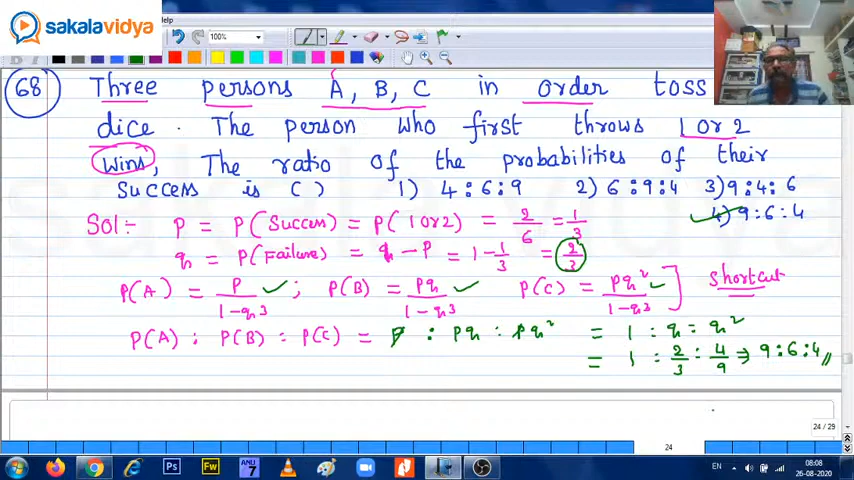 sakalavidya
Help
100%
68 Three persons A, B, C in order toss
dice. The person who first throws 1 or 2
wins, The ratio of the probabilities of their
success is ( ) 1) 4:6:9 2) 6:9:4 3) 9:4:6
4) 9:6:4
Sol:- p = P(Success) = P(1 or 2) = 2/6 = 1/3
q = P(Failure) = q - p = 1 - 1/3 = 2/3
P(A) = p/1-q³ ; P(B) = pq/1-q³ P(C) = pq²/1-q³ ] shortcut
P(A) : P(B) : P(C) = p : pq : pq² = 1 : q : q²
= 1 : 2/3 : 4/9 ⇒ 9:6:4 //
24 / 29
24
EN 08:08
26-08-2020